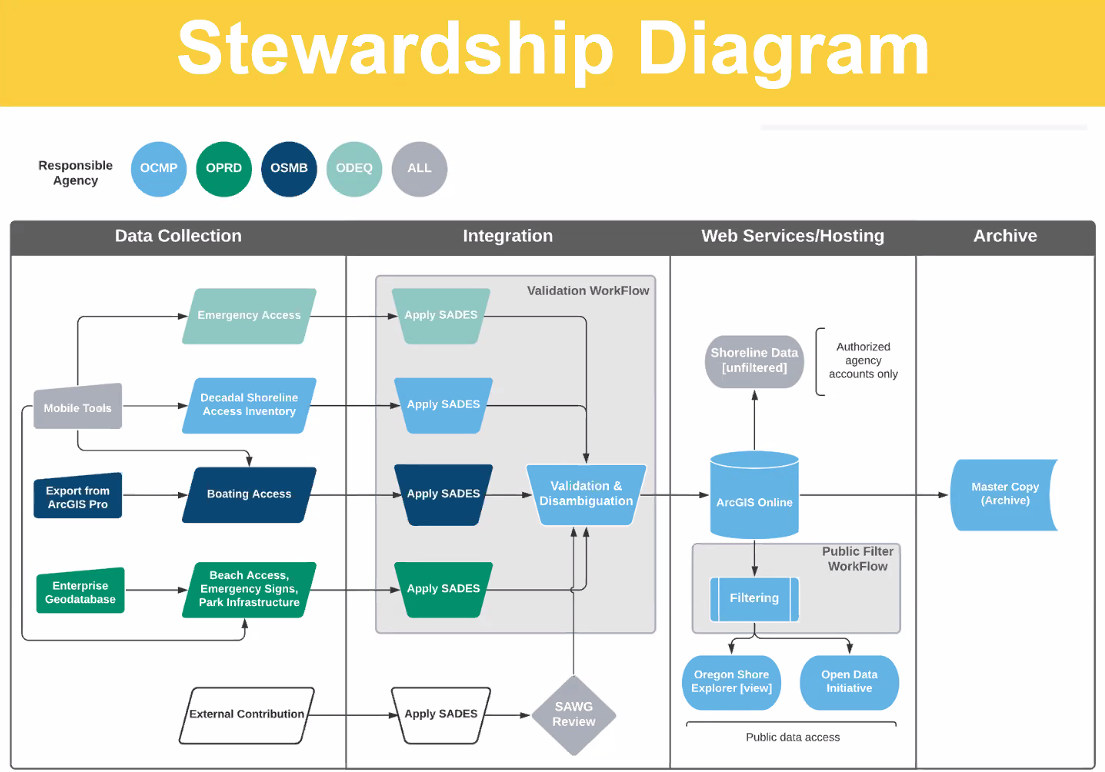 Stewardship Diagram
Responsible
Agency
OCMP
OPRD
OSMB
ODEQ
ALL
Data Collection
Integration
Web Services/Hosting
Archive
Validation WorkFlow
Emergency Access
Apply SADES
Mobile Tools
Decadal Shoreline
Access Inventory
Apply SADES
Export from
ArcGIS Pro
Boating Access
Apply SADES
Validation &
Disambiguation
Enterprise
Geodatabase
Beach Access,
Emergency Signs,
Park Infrastructure
Apply SADES
External Contribution
Apply SADES
SAWG
Review
Shoreline Data
[unfiltered]
Authorized
agency
accounts only
ArcGIS Online
Public Filter
WorkFlow
Filtering
Oregon Shore
Explorer [view]
Open Data
Initiative
Public data access
Master Copy
(Archive)